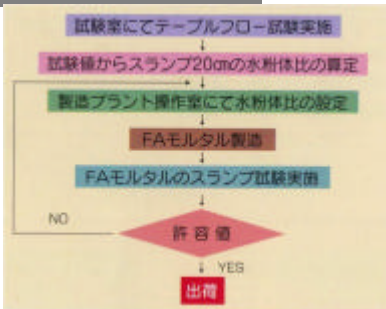 試験室にてテーブルフロー試験実施
試験値からスランプ20cmの水粉体比の算定
製造プラント操作室にて水粉体比の設定
FAモルタル製造
FAモルタルのスランプ試験実施
NO
許容値
YES
出荷